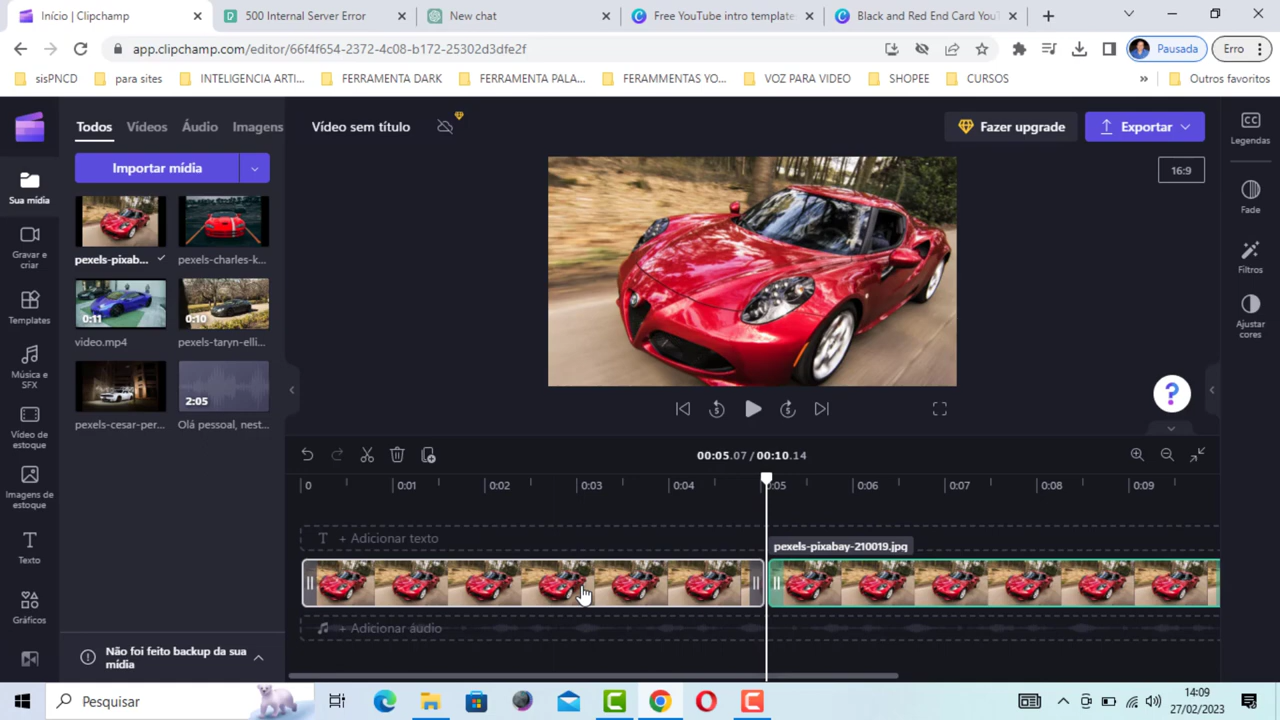 Início | Clipchamp
500 Internal Server Error
New chat
Free YouTube intro template
Black and Red End Card YouT
app.clipchamp.com/editor/66f4f654-2372-4c08-b172-25302d3dfe2f
Pausada
Erro
sisPNCD
para sites
INTELIGENCIA ARTI...
FERRAMENTA DARK
FERRAMENTA PALA...
FERAMMENTAS YO...
VOZ PARA VIDEO
SHOPEE
CURSOS
»
Outros favoritos
Todos
Vídeos
Áudio
Imagens
Vídeo sem título
Fazer upgrade
Exportar
CC
Legendas
Importar mídia
16:9
Sua mídia
Fade
pexels-pixab...
pexels-charles-k...
Gravar e
criar
Filtros
0:11
0:10
Templates
video.mp4
pexels-taryn-elli...
Ajustar
cores
Música e
SFX
2:05
5
5
?
pexels-cesar-per...
Olá pessoal, nest...
Vídeo de
estoque
00:05.07 / 00:10.14
0
0:01
0:02
0:03
0:04
0:05
0:06
0:07
0:08
0:09
Imagens de
estoque
T + Adicionar texto
pexels-pixabay-210019.jpg
Texto
+ Adicionar áudio
Gráficos
Não foi feito backup da sua
mídia
Pesquisar
14:09
27/02/2023